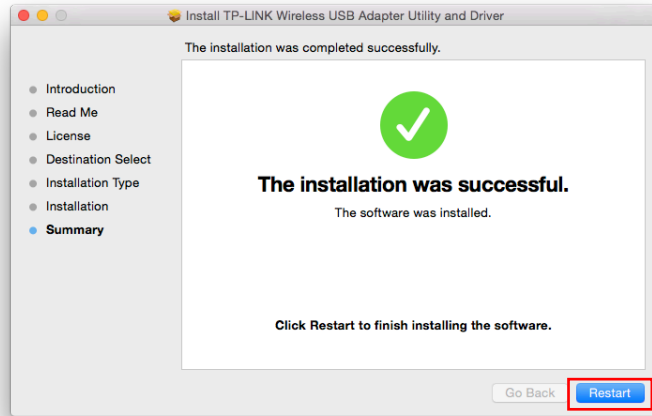 Install TP-LINK Wireless USB Adapter Utility and Driver
The installation was completed successfully.
Introduction
Read Me
License
Destination Select
Installation Type
Installation
Summary
The installation was successful.
The software was installed.
Click Restart to finish installing the software.
Go Back
Restart